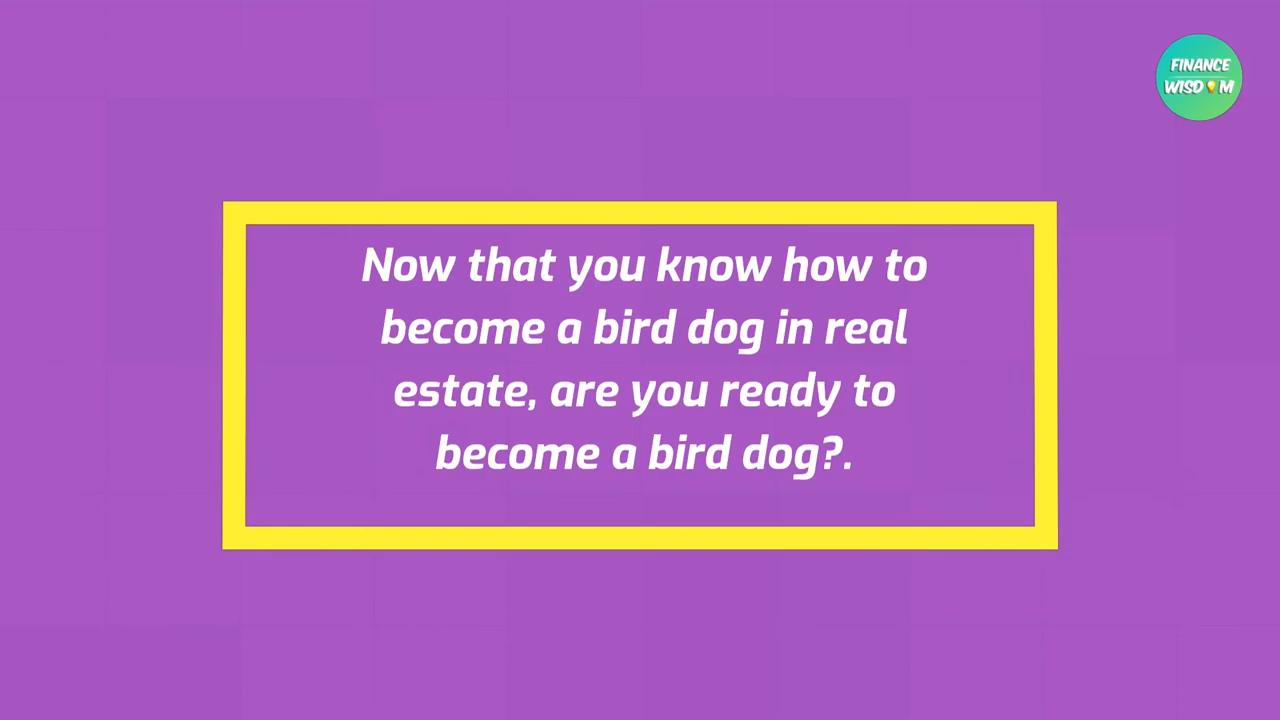 FINANCE
WISDOM
Now that you know how to
become a bird dog in real
estate, are you ready to
become a bird dog?.